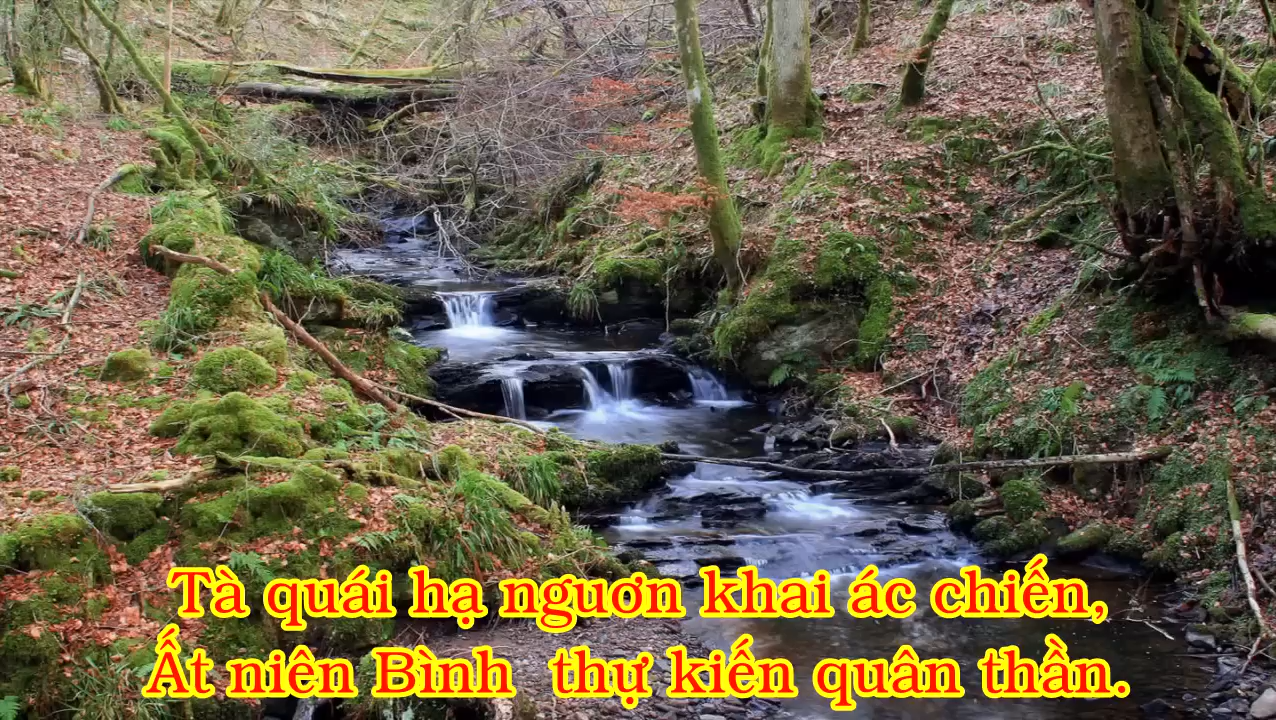 Tà quái hạ nguơn khai ác chiến,
Ất niên Bình  thự kiến quân thần.